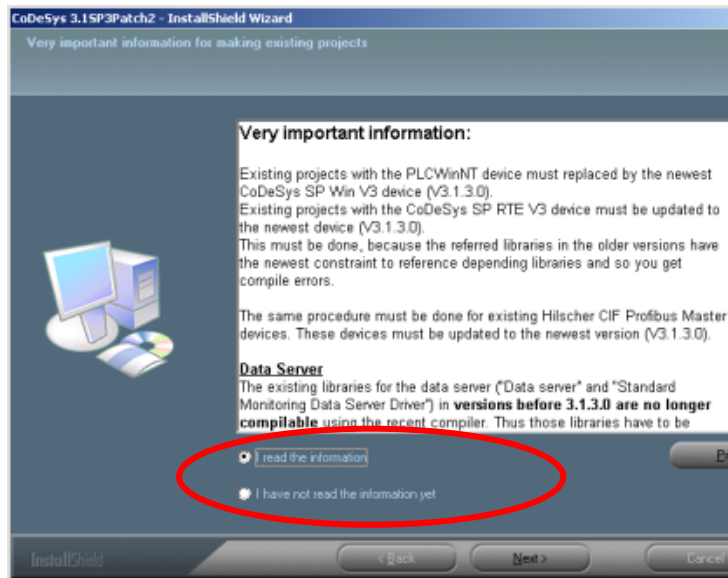 CoDeSys 3.1SP3Patch2 - InstallShield Wizard
Very important information for making existing projects
Very important information:
Existing projects with the PLCWinNT device must replaced by the newest
CoDeSys SP Win V3 device (V3.1.3.0).
Existing projects with the CoDeSys SP RTE V3 device must be updated to
the newest device (V3.1.3.0).
This must be done, because the referred libraries in the older versions have
the newest constraint to reference depending libraries and so you get
compile errors.
The same procedure must be done for existing Hilscher CIF Profibus Master
devices. These devices must be updated to the newest version (V3.1.3.0).
Data Server
The existing libraries for the data server ("Data server" and "Standard
Monitoring Data Server Driver") in versions before 3.1.3.0 are no longer
compilable using the recent compiler. Thus those libraries have to be
I read the information
I have not read the information yet
InstallShield
< Back
Next >
Cancel